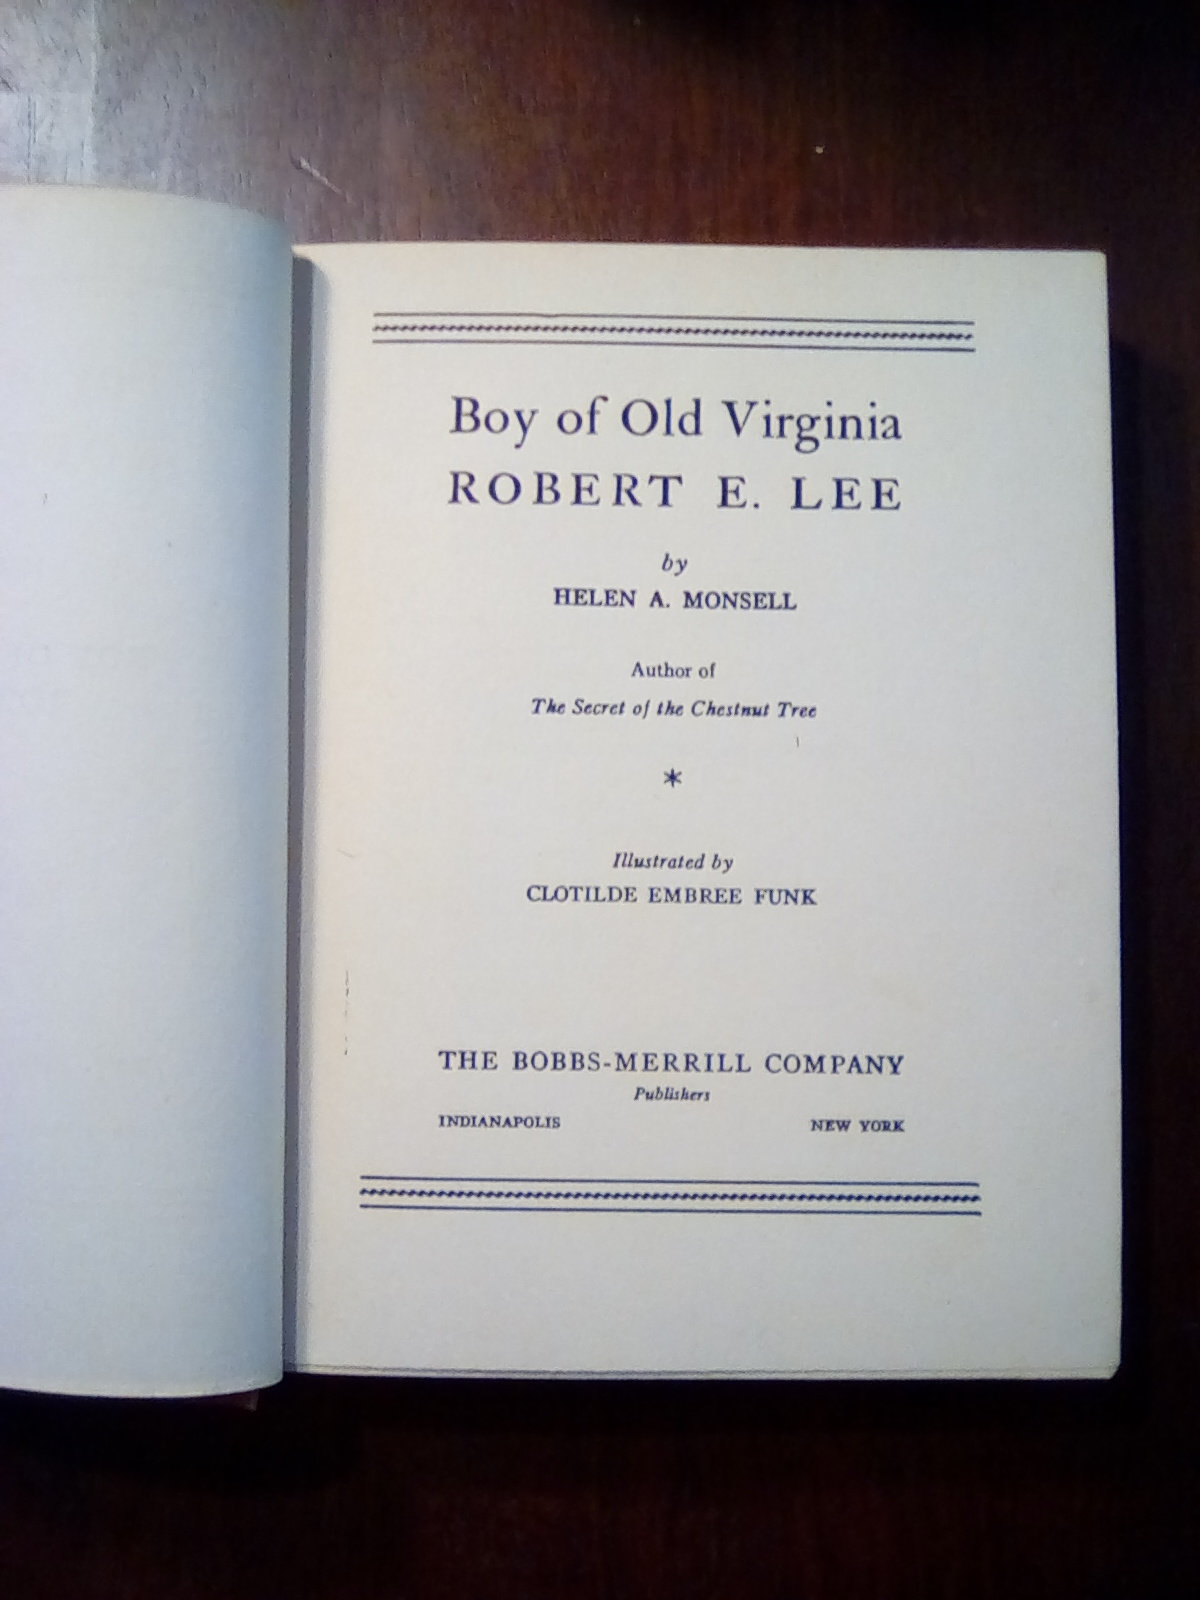 Boy of Old Virginia
ROBERT E. LEE
by
HELEN A. MONSELL
Author of
The Secret of the Chestnut Tree
*
Illustrated by
CLOTILDE EMBREE FUNK
THE BOBBS-MERRILL COMPANY
Publishers
INDIANAPOLIS NEW YORK